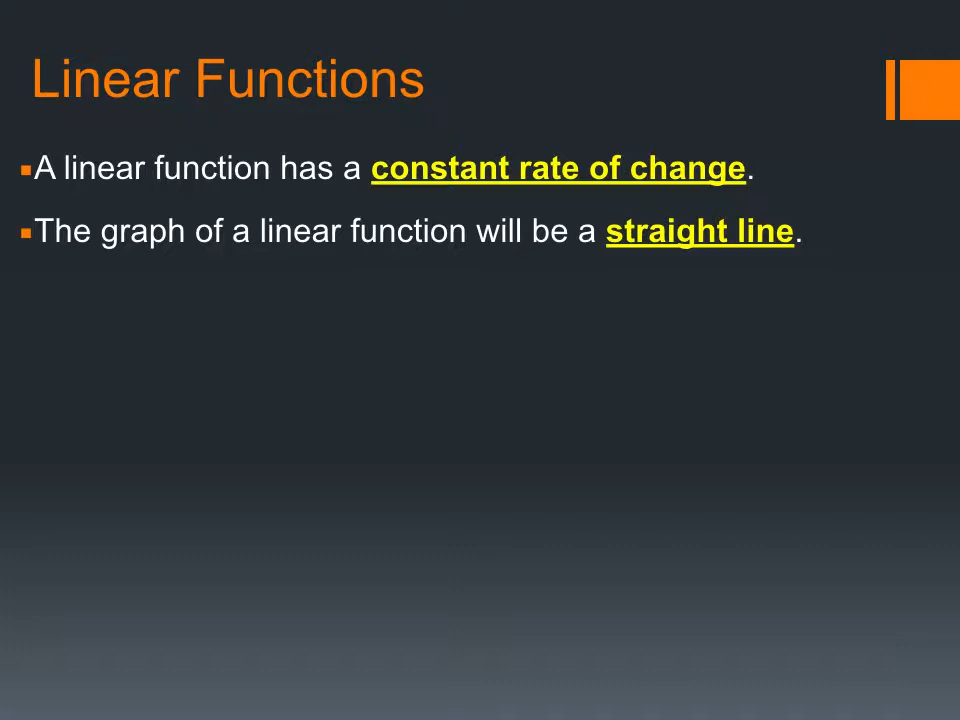 Linear Functions
▪A linear function has a constant rate of change.
▪The graph of a linear function will be a straight line.